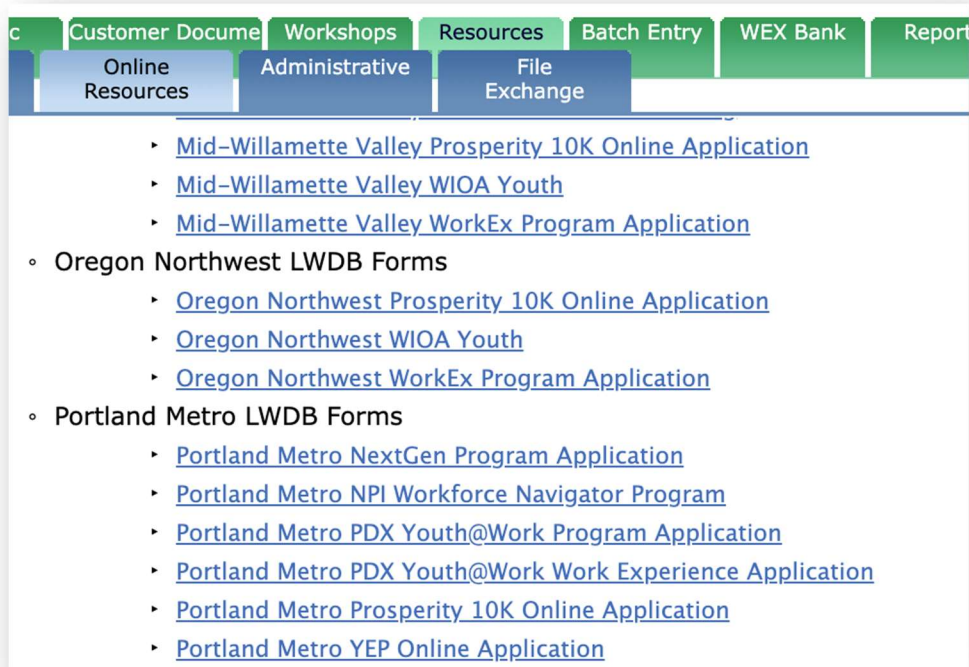 c
Customer Docume
Workshops
Resources
Batch Entry
WEX Bank
Report
Online
Resources
Administrative
File
Exchange
Mid-Willamette Valley Prosperity 10K Online Application
Mid-Willamette Valley WIOA Youth
Mid-Willamette Valley WorkEx Program Application
Oregon Northwest LWDB Forms
Oregon Northwest Prosperity 10K Online Application
Oregon Northwest WIOA Youth
Oregon Northwest WorkEx Program Application
Portland Metro LWDB Forms
Portland Metro NextGen Program Application
Portland Metro NPI Workforce Navigator Program
Portland Metro PDX Youth@Work Program Application
Portland Metro PDX Youth@Work Work Experience Application
Portland Metro Prosperity 10K Online Application
Portland Metro YEP Online Application